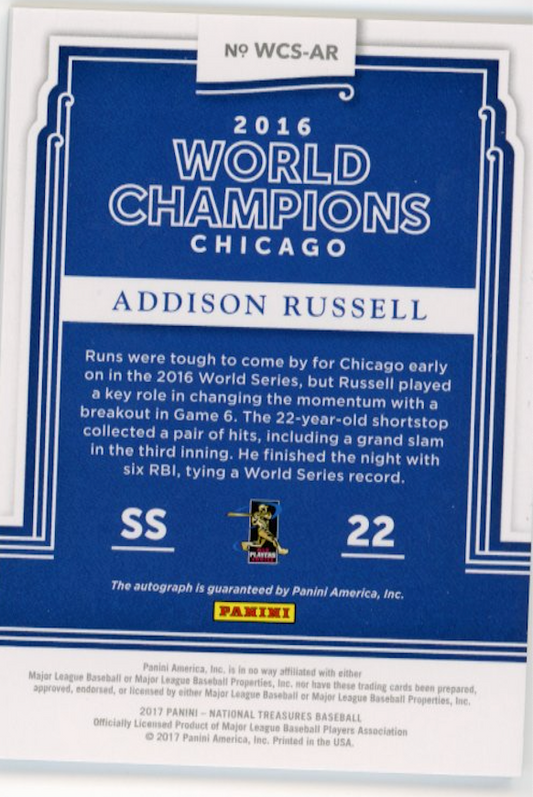 Nº WCS-AR
2016
WORLD
CHAMPIONS
CHICAGO
ADDISON RUSSELL
Runs were tough to come by for Chicago early
on in the 2016 World Series, but Russell played
a key role in changing the momentum with a
breakout in Game 6. The 22-year-old shortstop
collected a pair of hits, including a grand slam
in the third inning. He finished the night with
six RBI, tying a World Series record.
SS
PLAYERS
22
The autograph is guaranteed by Panini America, Inc.
PANINI
Panini America, Inc. is in no way affiliated with either
Major League Baseball or Major League Baseball Properties, Inc. nor have these trading cards been prepared,
approved, endorsed, or licensed by either Major League Baseball or Major League Baseball Properties, Inc.
2017 PANINI – NATIONAL TREASURES BASEBALL
Officially Licensed Product of Major League Baseball Players Association
© 2017 Panini America, Inc. Printed in the USA.